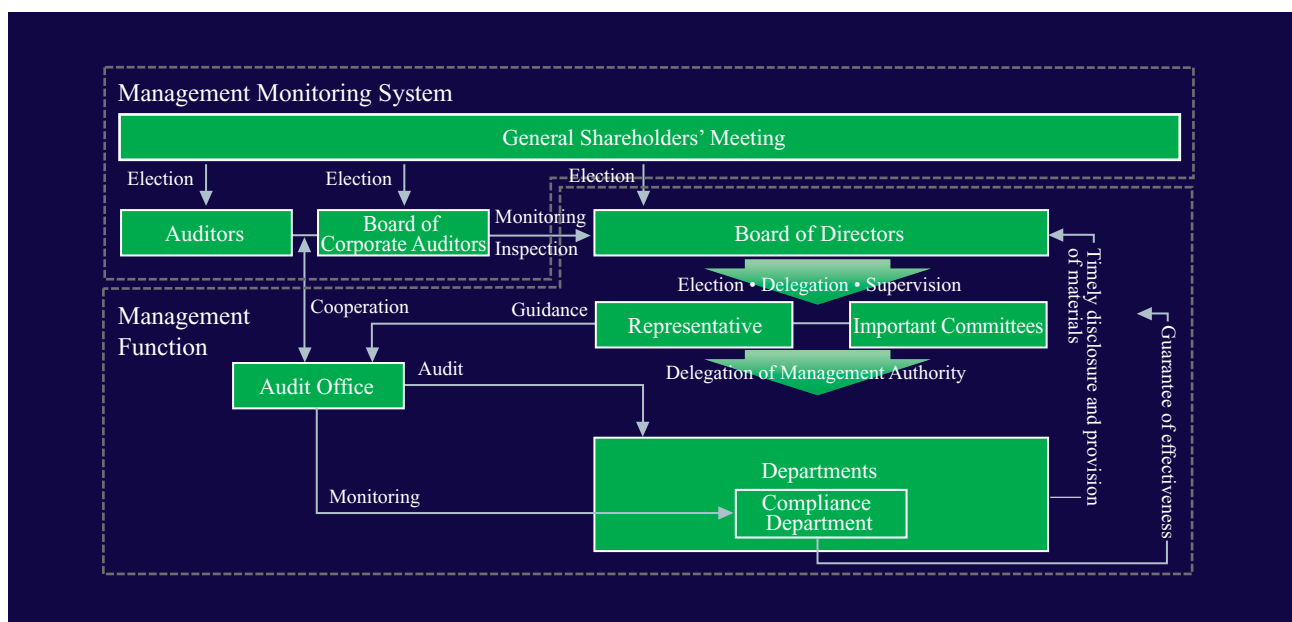 Management Monitoring System
General Shareholders’ Meeting
Election
Election
Election
Auditors
Board of
Corporate Auditors
Monitoring
Inspection
Board of Directors
Election • Delegation • Supervision
Management
Function
Cooperation
Guidance
Representative
Important Committees
Delegation of Management Authority
Audit Office
Audit
Departments
Compliance
Department
Monitoring
Timely disclosure and provision
of materials
Guarantee of effectiveness